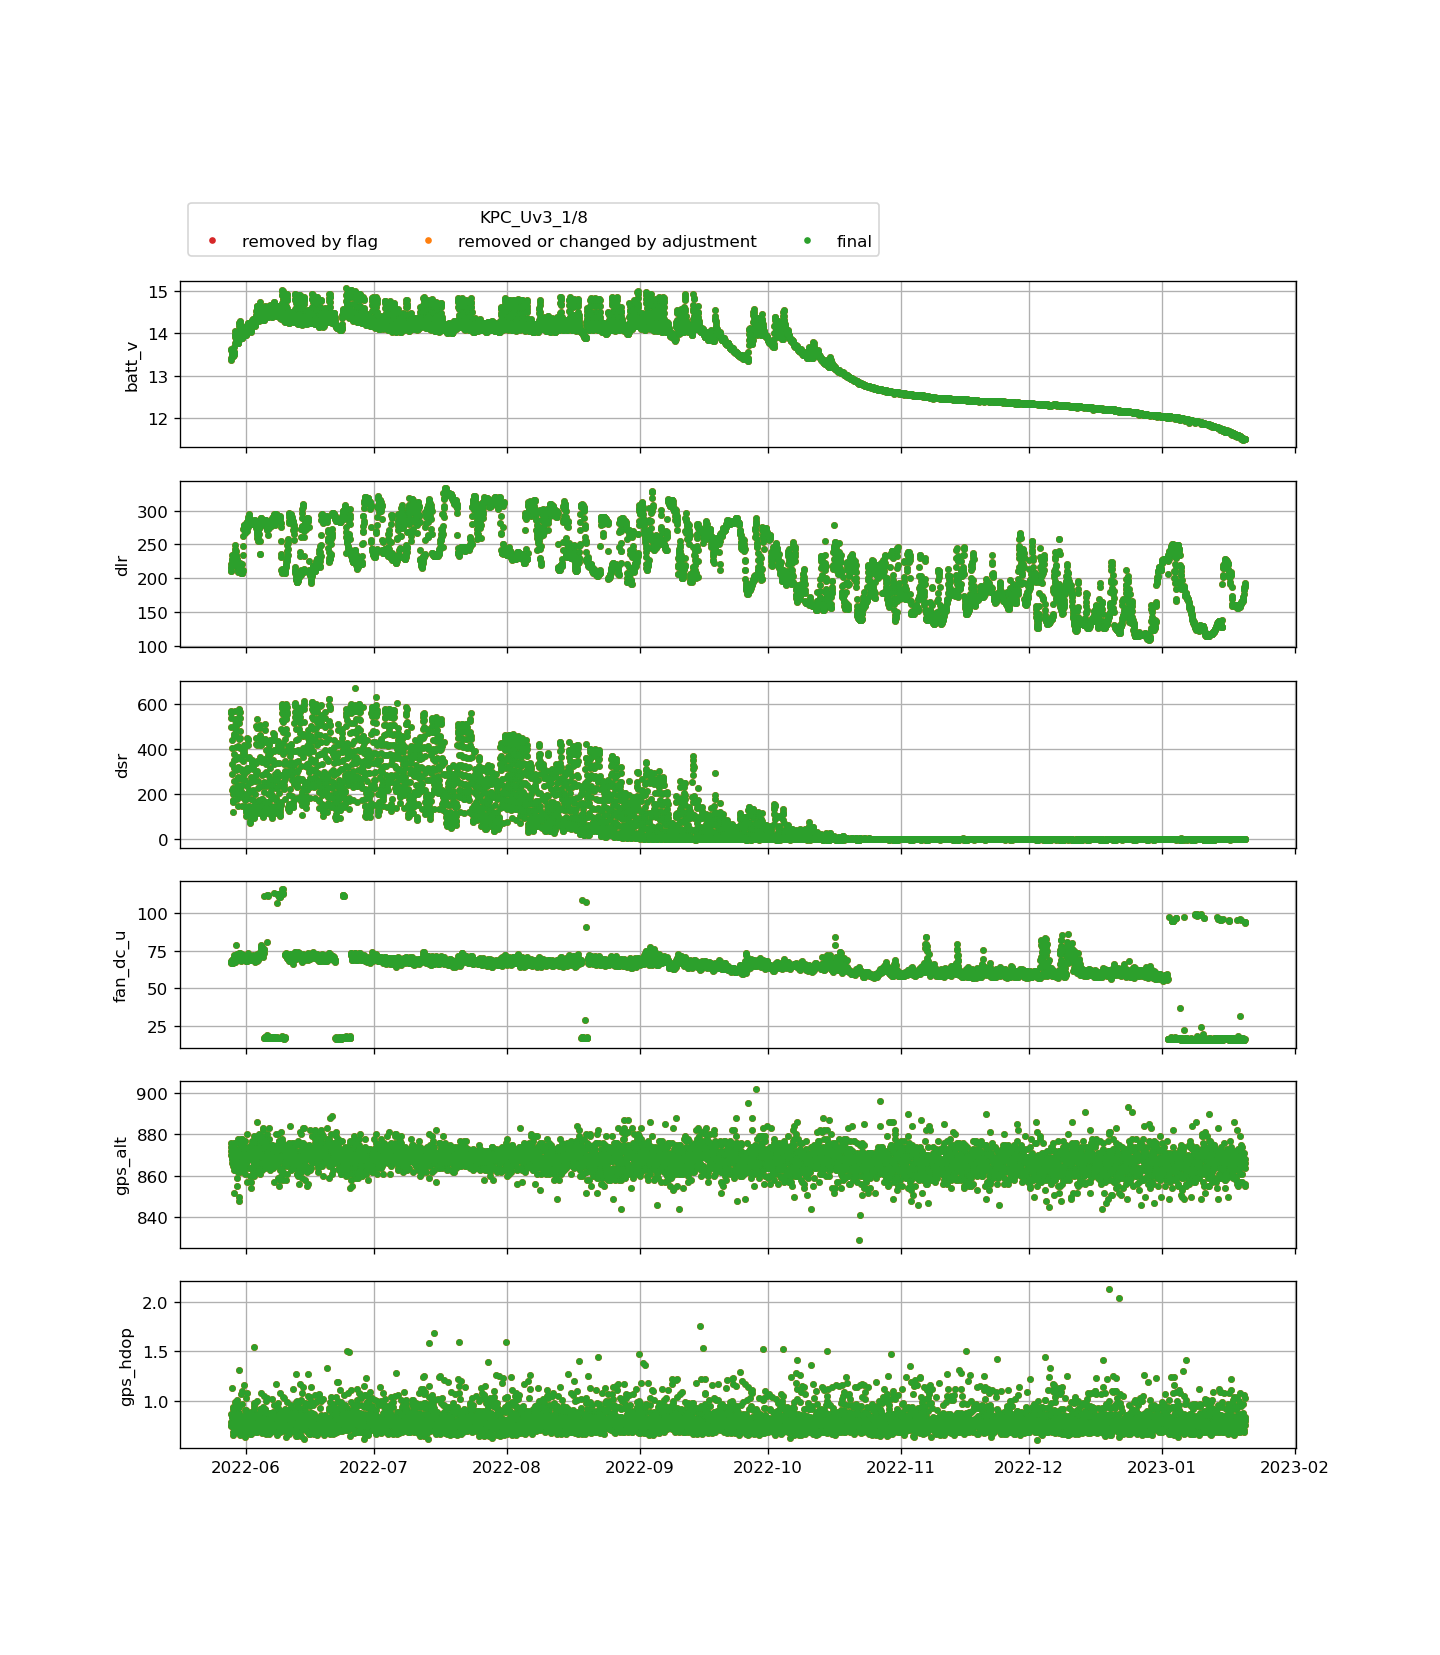 KPC_Uv3_1/8
removed by flag removed or changed by adjustment final
15
14
13
12
batt_v
300
250
200
150
100
dlr
600
400
200
0
dsr
100
75
50
25
fan_dc_u
900
880
860
840
gps_alt
2.0
1.5
1.0
gps_hdop
2022-06 2022-07 2022-08 2022-09 2022-10 2022-11 2022-12 2023-01 2023-02